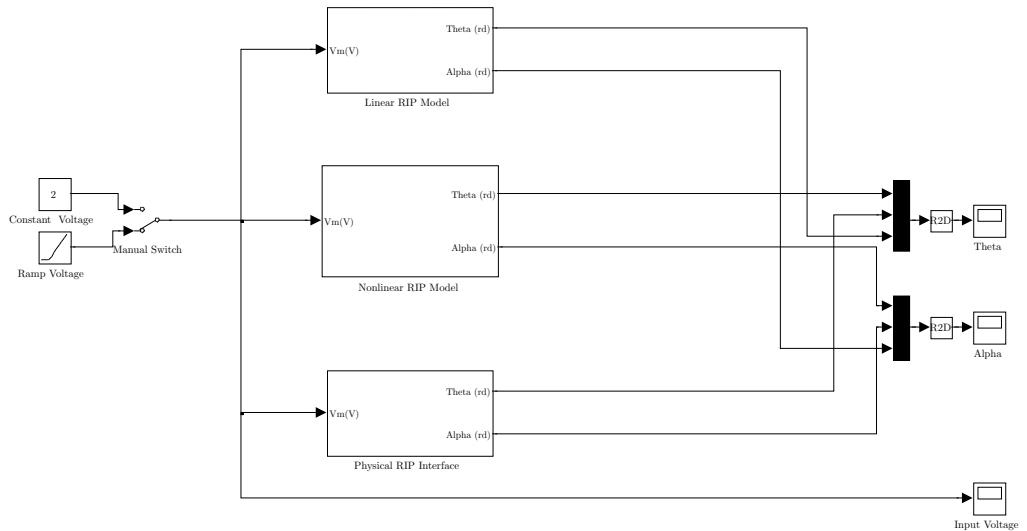 Theta (rd)
Vm(V)
Alpha (rd)
Linear RIP Model
2
Constant Voltage
Ramp Voltage
Manual Switch
Theta (rd)
Vm(V)
Alpha (rd)
Nonlinear RIP Model
R2D
Theta
R2D
Alpha
Theta (rd)
Vm(V)
Alpha (rd)
Physical RIP Interface
Input Voltage